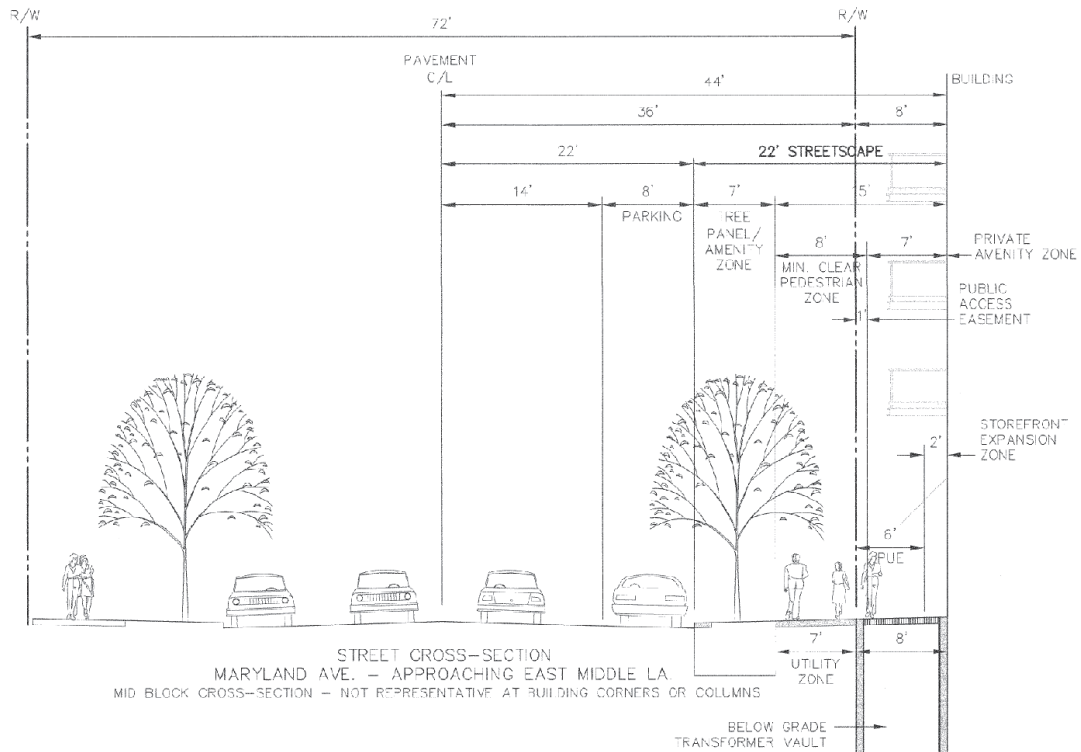 R/W
R/W
72'
PAVEMENT
C/L
BUILDING
44'
36'
8'
22'
22' STREETSCAPE
14'
8'
7'
15'
PARKING
TREE
PANEL/
AMENITY
ZONE
8'
7'
MIN. CLEAR
PEDESTRIAN
ZONE
PRIVATE
AMENITY ZONE
1'
PUBLIC
ACCESS
EASEMENT
2'
STOREFRONT
EXPANSION
ZONE
6'
PUE
7'
8'
UTILITY
ZONE
STREET CROSS-SECTION
MARYLAND AVE. - APPROACHING EAST MIDDLE LA.
MID BLOCK CROSS-SECTION - NOT REPRESENTATIVE AT BUILDING CORNERS OR COLUMNS
BELOW GRADE
TRANSFORMER VAULT